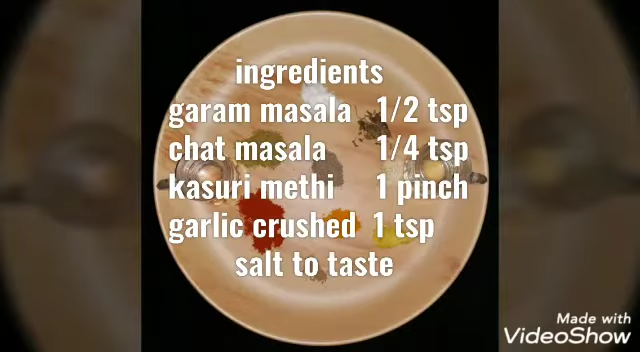 ingredients
garam masala 1/2 tsp
chat masala 1/4 tsp
kasuri methi 1 pinch
garlic crushed 1 tsp
salt to taste
Made with
VideoShow